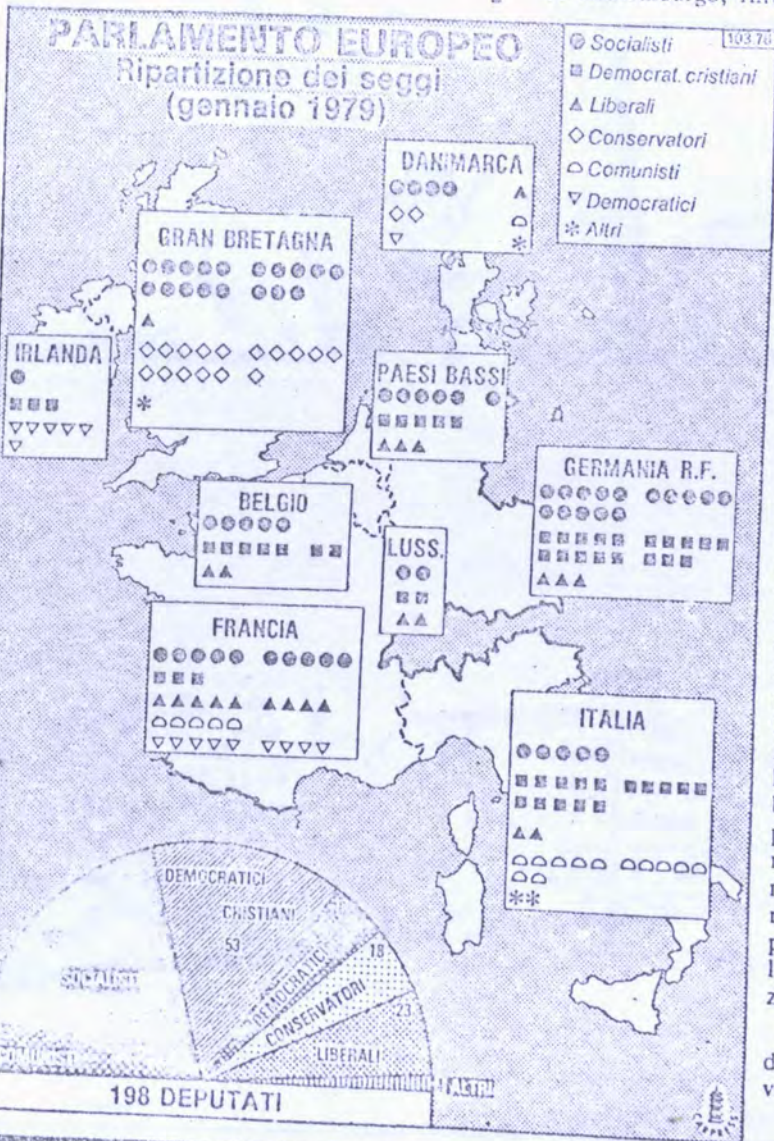 PARLAMENTO EUROPEO
Ripartizione dei seggi
(gennaio 1979)
103.76
Socialisti
Democrat. cristiani
Liberali
Conservatori
Comunisti
Democratici
Altri
DANIMARCA
GRAN BRETAGNA
IRLANDA
PAESI BASSI
GERMANIA R.F.
BELGIO
LUSS.
FRANCIA
ITALIA
DEMOCRATICI
CRISTIANI
53
SOCIALISTI
COMUNISTI
DEMOCRATICI
18
CONSERVATORI
23
LIBERALI
ALTRI
198 DEPUTATI